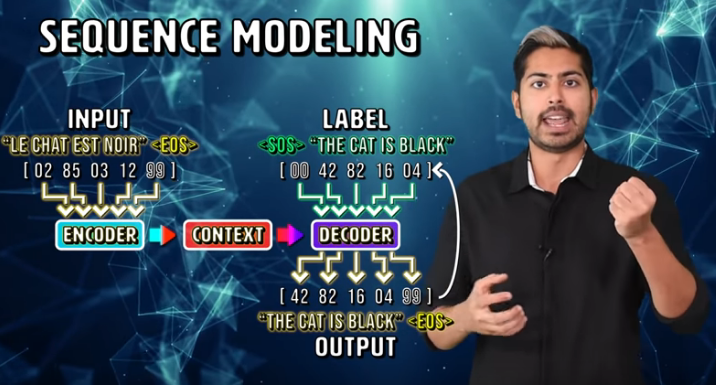 SEQUENCE MODELING
INPUT
"LE CHAT EST NOIR" <EOS>
[ 02 85 03 12 99 ]
ENCODER
CONTEXT
LABEL
<SOS> "THE CAT IS BLACK"
[ 00 42 82 16 04 ]
DECODER
[ 42 82 16 04 99 ]
"THE CAT IS BLACK" <EOS>
OUTPUT